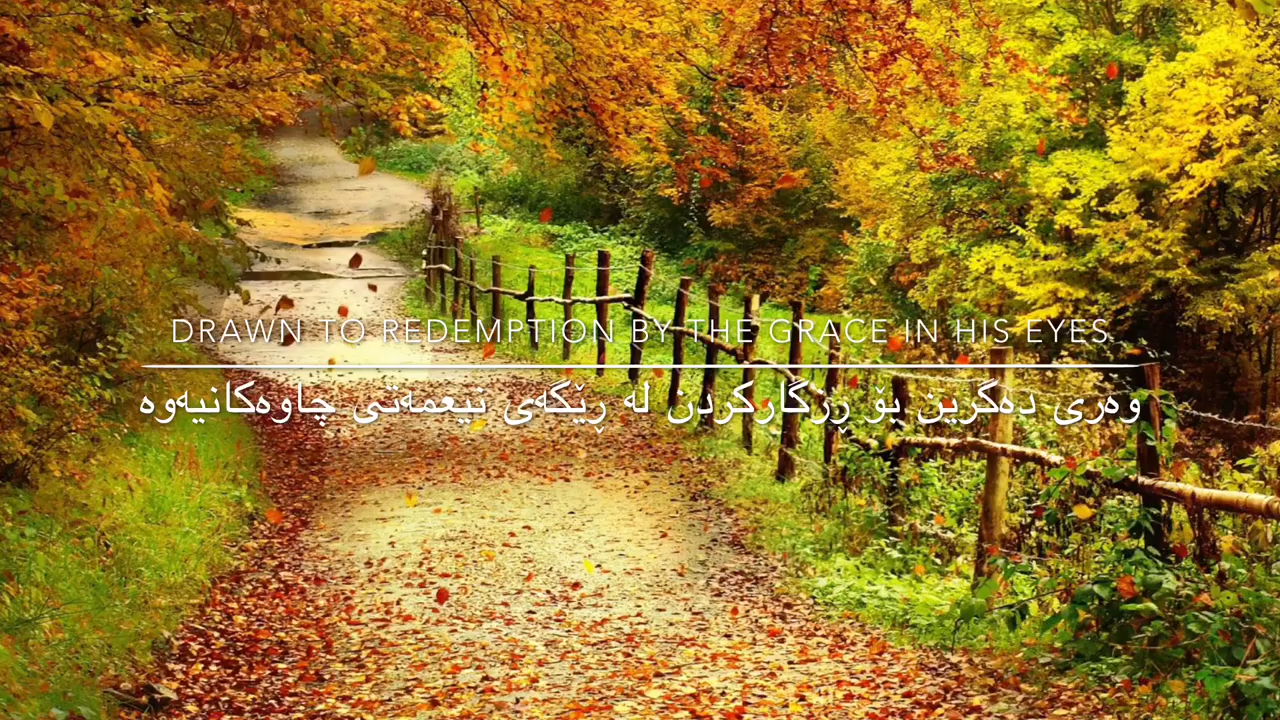 DRAWN TO REDEMPTION BY THE GRACE IN HIS EYES
وەری دەگرین بۆ ڕزگارکردن لە ڕێگەی نیعمەتی چاوەکانیەوە